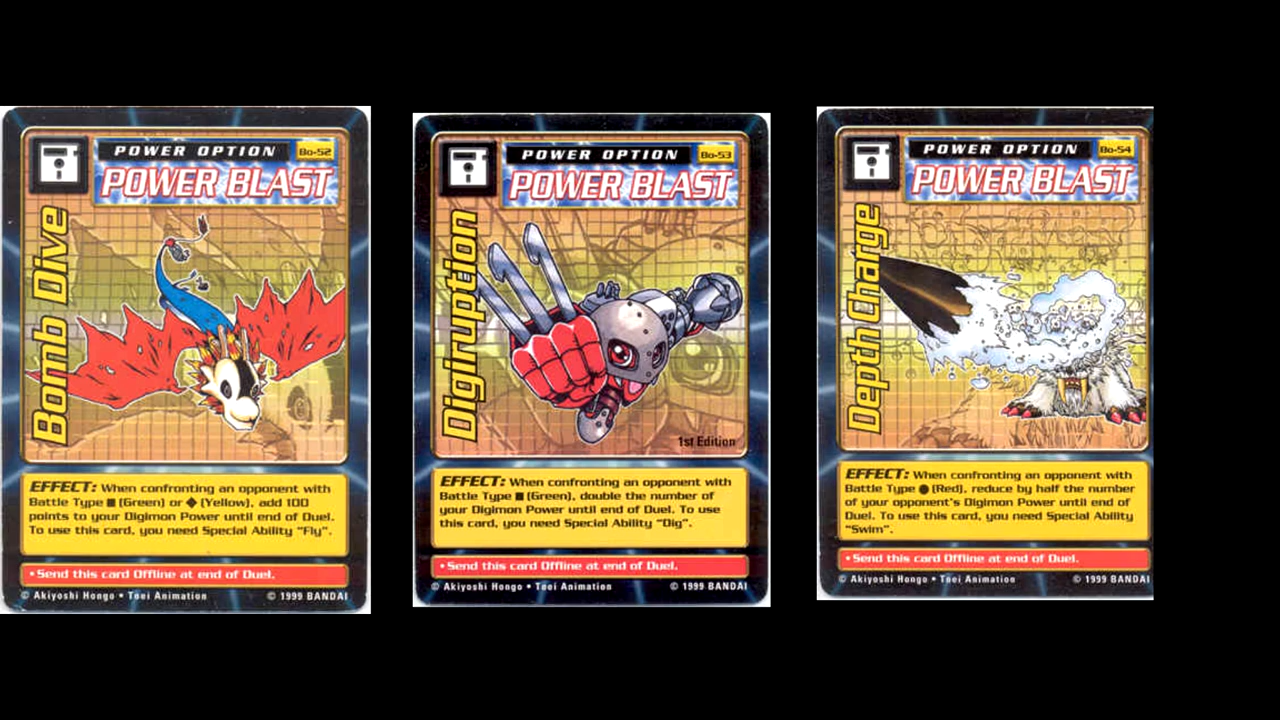 POWER OPTION
Bo-52
POWER BLAST
Bomb Dive
EFFECT: When confronting an opponent with
Battle Type ■ (Green) or ◆ (Yellow), add 100
points to your Digimon Power until end of Duel.
To use this card, you need Special Ability "Fly".
• Send this card Offline at end of Duel.
© Akiyoshi Hongo • Toei Animation © 1999 BANDAI
POWER OPTION
Bo-53
POWER BLAST
Digiruption
1st Edition
EFFECT: When confronting an opponent with
Battle Type ■ (Green), double the number of
your Digimon Power until end of Duel. To use
this card, you need Special Ability "Dig".
• Send this card Offline at end of Duel.
© Akiyoshi Hongo • Toei Animation © 1999 BANDAI
POWER OPTION
Bo-54
POWER BLAST
Depth Charge
EFFECT: When confronting an opponent with
Battle Type ● (Red), reduce by half the number
of your opponent's Digimon Power until end of
Duel. To use this card, you need Special Ability
"Swim".
• Send this card Offline at end of Duel.
© Akiyoshi Hongo • Toei Animation © 1999 BANDAI